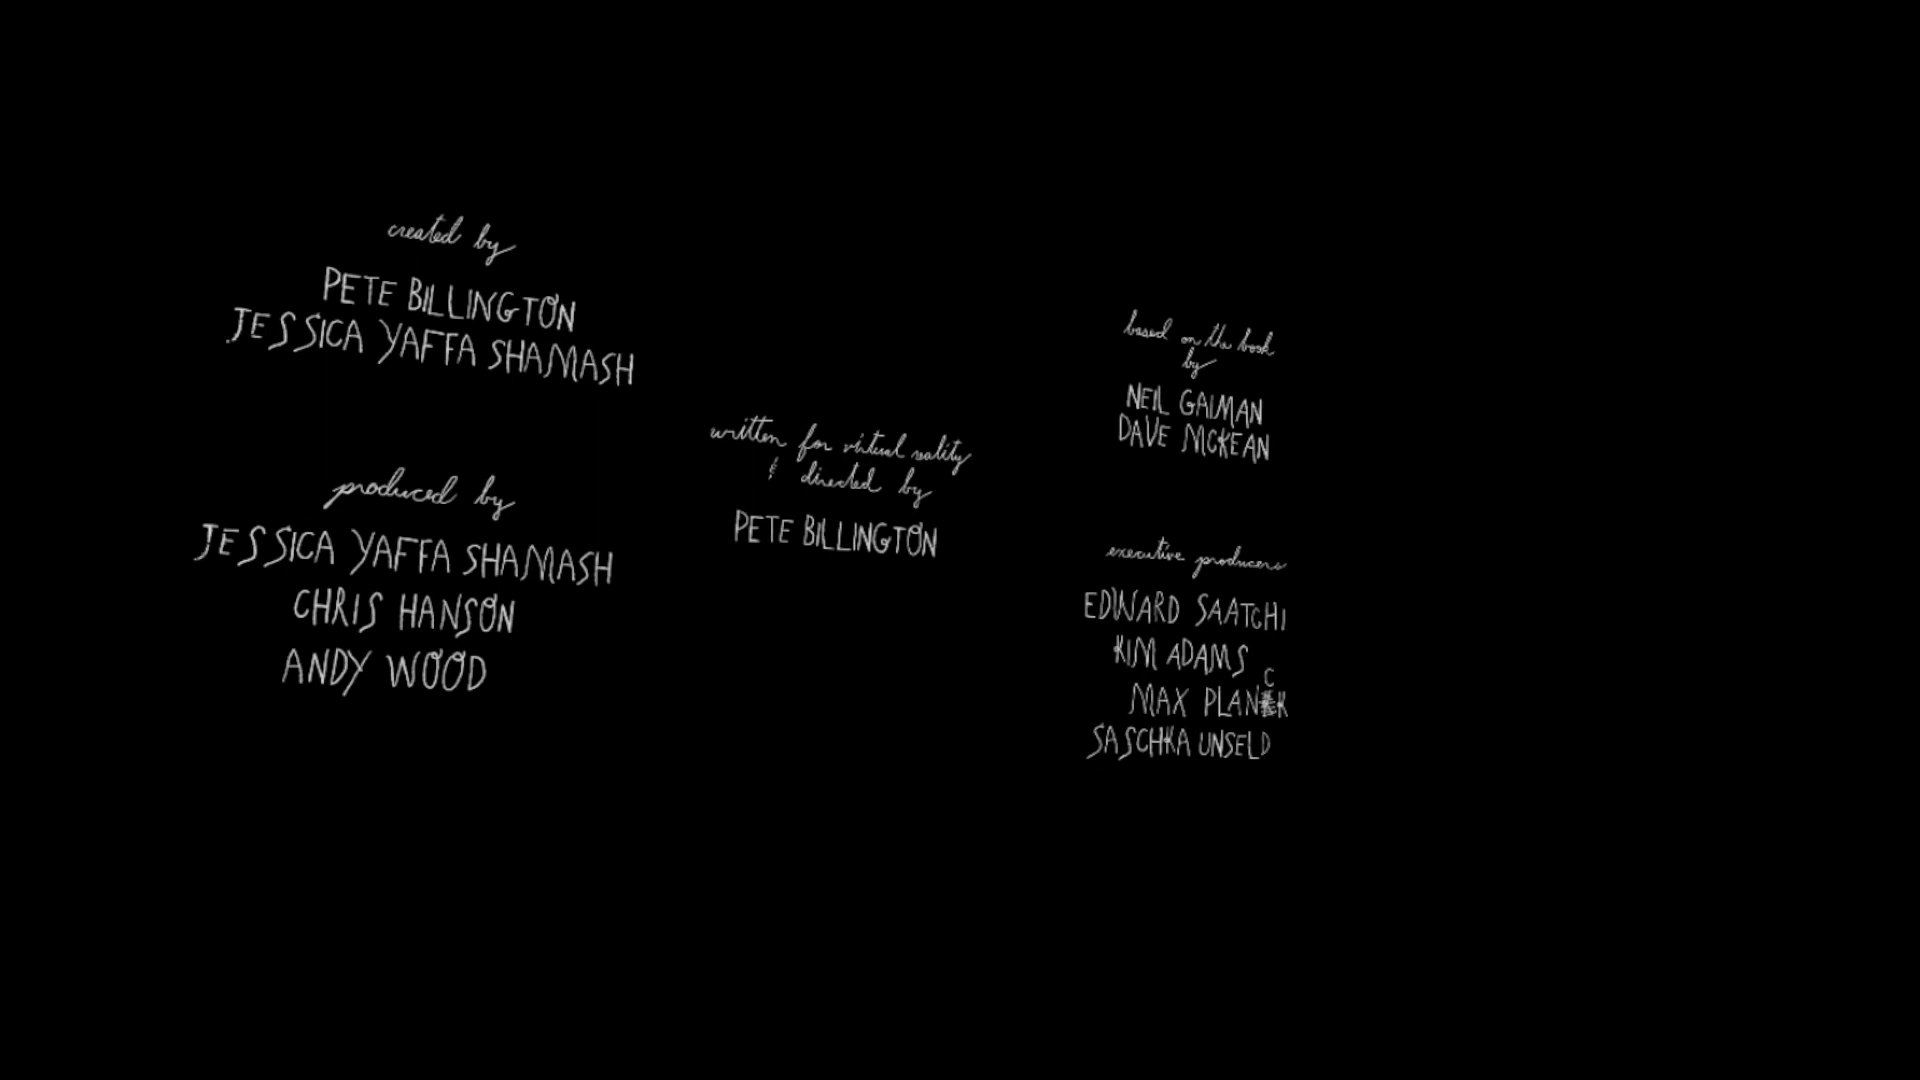 created by
PETE BILLINGTON
JESSICA YAFFA SHAMASH
produced by
JESSICA YAFFA SHAMASH
CHRIS HANSON
ANDY WOOD
written for virtual reality
& directed by
PETE BILLINGTON
based on the book
by
NEIL GAIMAN
DAVE MCKEAN
executive producers
EDWARD SAATCHI
KIM ADAMS
MAX PLANCK
SASCHKA UNSELD